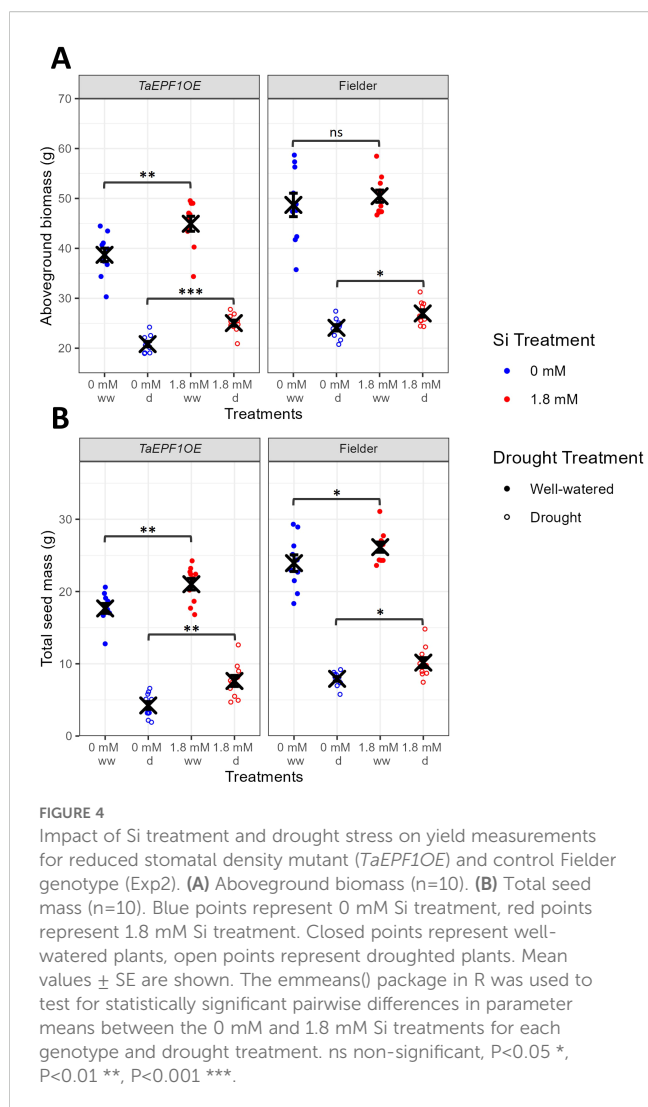 A
TaEPF1OE Fielder
Aboveground biomass (g)
70
60
50
40
30
20
** *** ns *
0 mM 0 mM 1.8 mM 1.8 mM 0 mM 0 mM 1.8 mM 1.8 mM
ww d ww d ww d ww d
Treatments
B
TaEPF1OE Fielder
Total seed mass (g)
30
20
10
0
** ** * *
0 mM 0 mM 1.8 mM 1.8 mM 0 mM 0 mM 1.8 mM 1.8 mM
ww d ww d ww d ww d
Treatments
Si Treatment
0 mM
1.8 mM
Drought Treatment
Well-watered
Drought
FIGURE 4
Impact of Si treatment and drought stress on yield measurements
for reduced stomatal density mutant (TaEPF1OE) and control Fielder
genotype (Exp2). (A) Aboveground biomass (n=10). (B) Total seed
mass (n=10). Blue points represent 0 mM Si treatment, red points
represent 1.8 mM Si treatment. Closed points represent well-
watered plants, open points represent droughted plants. Mean
values ± SE are shown. The emmeans() package in R was used to
test for statistically significant pairwise differences in parameter
means between the 0 mM and 1.8 mM Si treatments for each
genotype and drought treatment. ns non-significant, P<0.05 *,
P<0.01 **, P<0.001 ***.